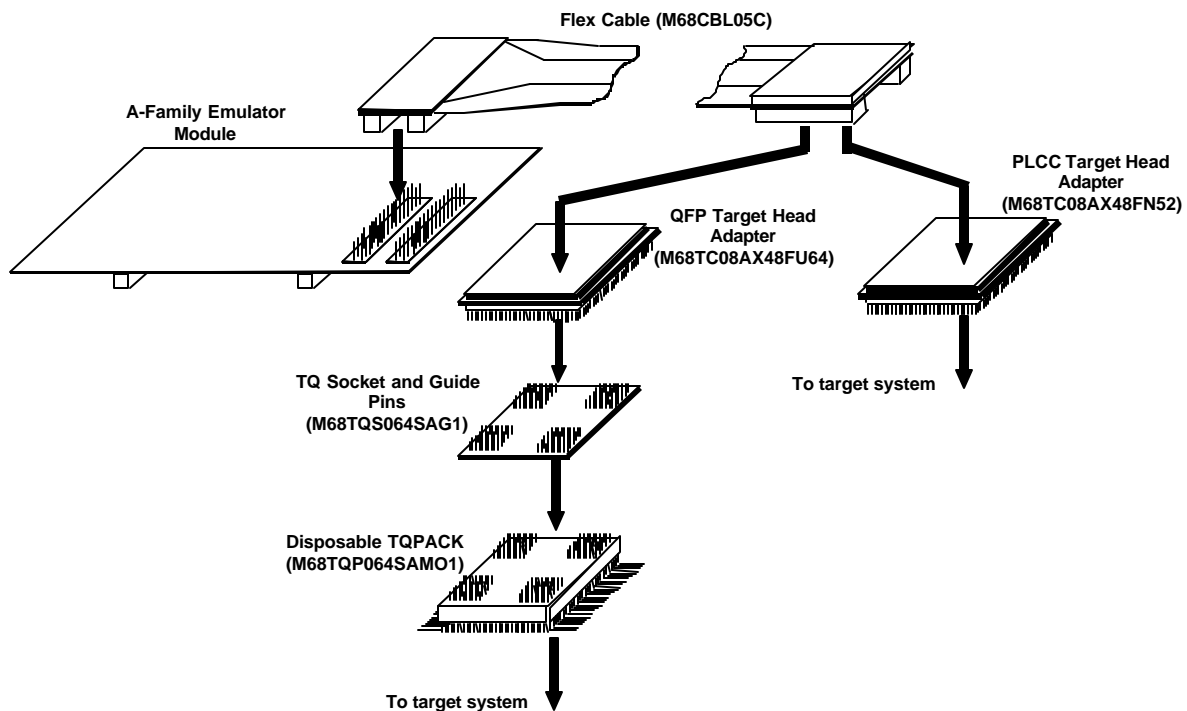 Flex Cable (M68CBL05C)
A-Family Emulator
Module
PLCC Target Head
Adapter
(M68TC08AX48FN52)
QFP Target Head
Adapter
(M68TC08AX48FU64)
TQ Socket and Guide
Pins
(M68TQS064SAG1)
To target system
Disposable TQPACK
(M68TQP064SAMO1)
To target system